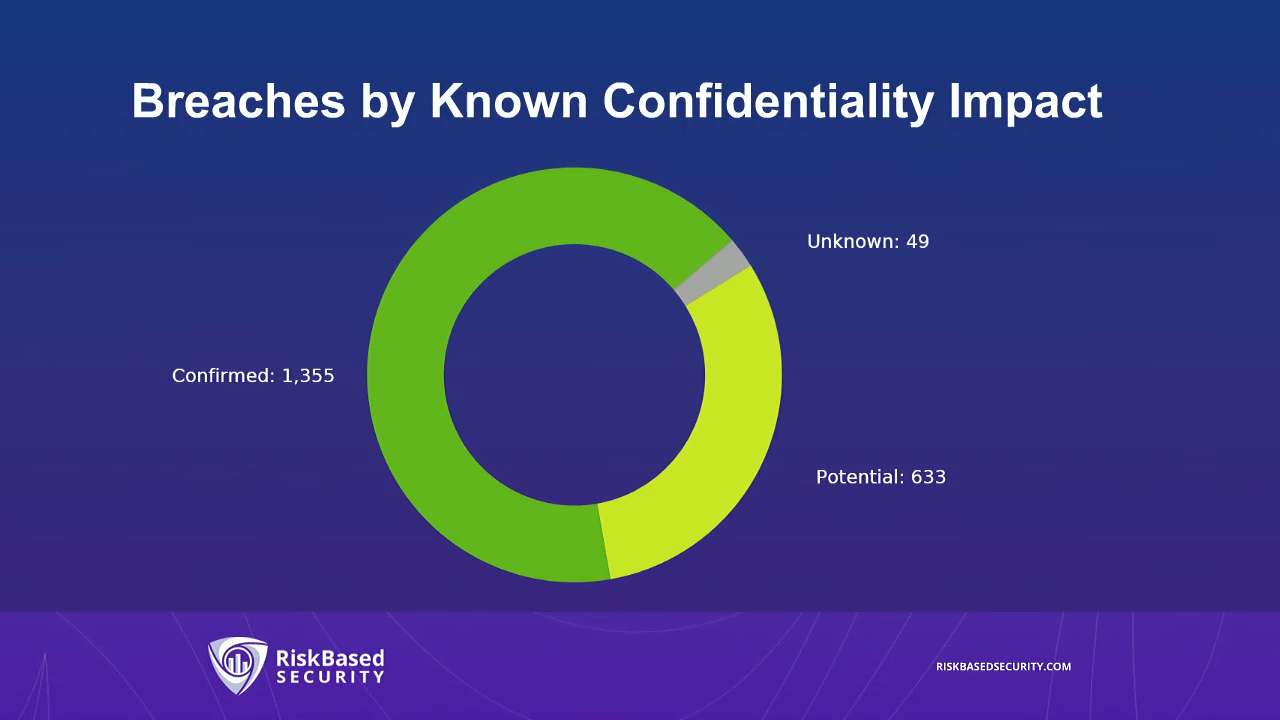 Breaches by Known Confidentiality Impact
Unknown: 49
Confirmed: 1,355
Potential: 633
RiskBased
SECURITY
RISKBASEDSECURITY.COM